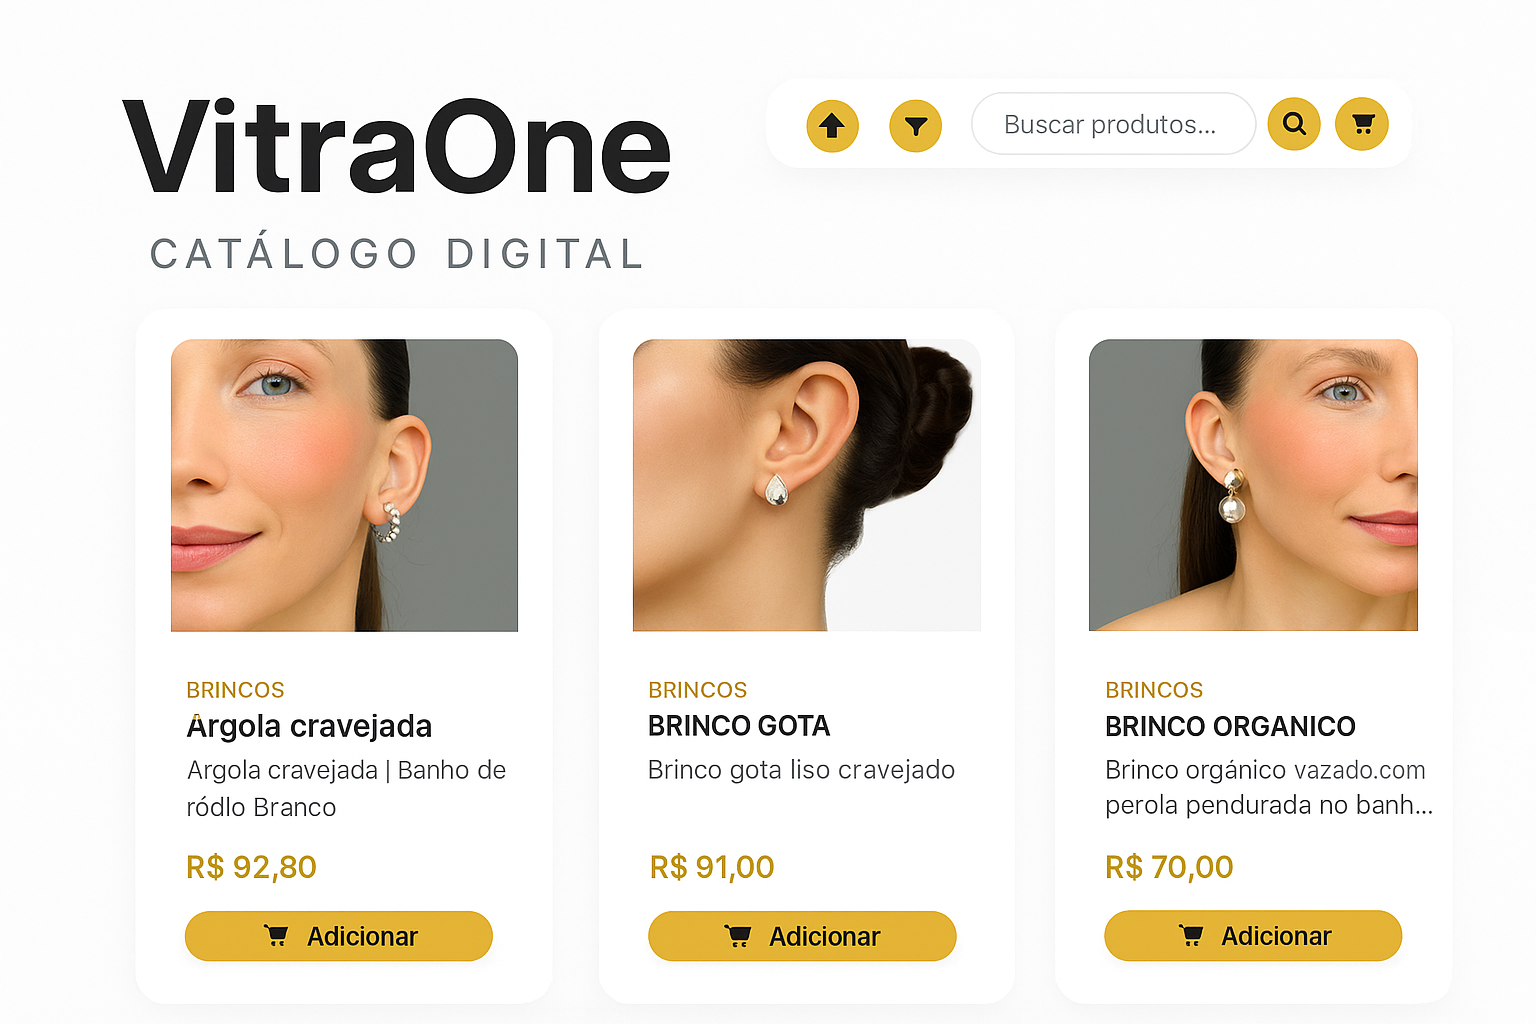 VitraOne
CATÁLOGO DIGITAL
Buscar produtos...
BRINCOS
Argola cravejada
Argola cravejada | Banho de
ródlo Branco
R$ 92,80
Adicionar
BRINCOS
BRINCO GOTA
Brinco gota liso cravejado
R$ 91,00
Adicionar
BRINCOS
BRINCO ORGANICO
Brinco orgánico vazado.com
perola pendurada no banh...
R$ 70,00
Adicionar